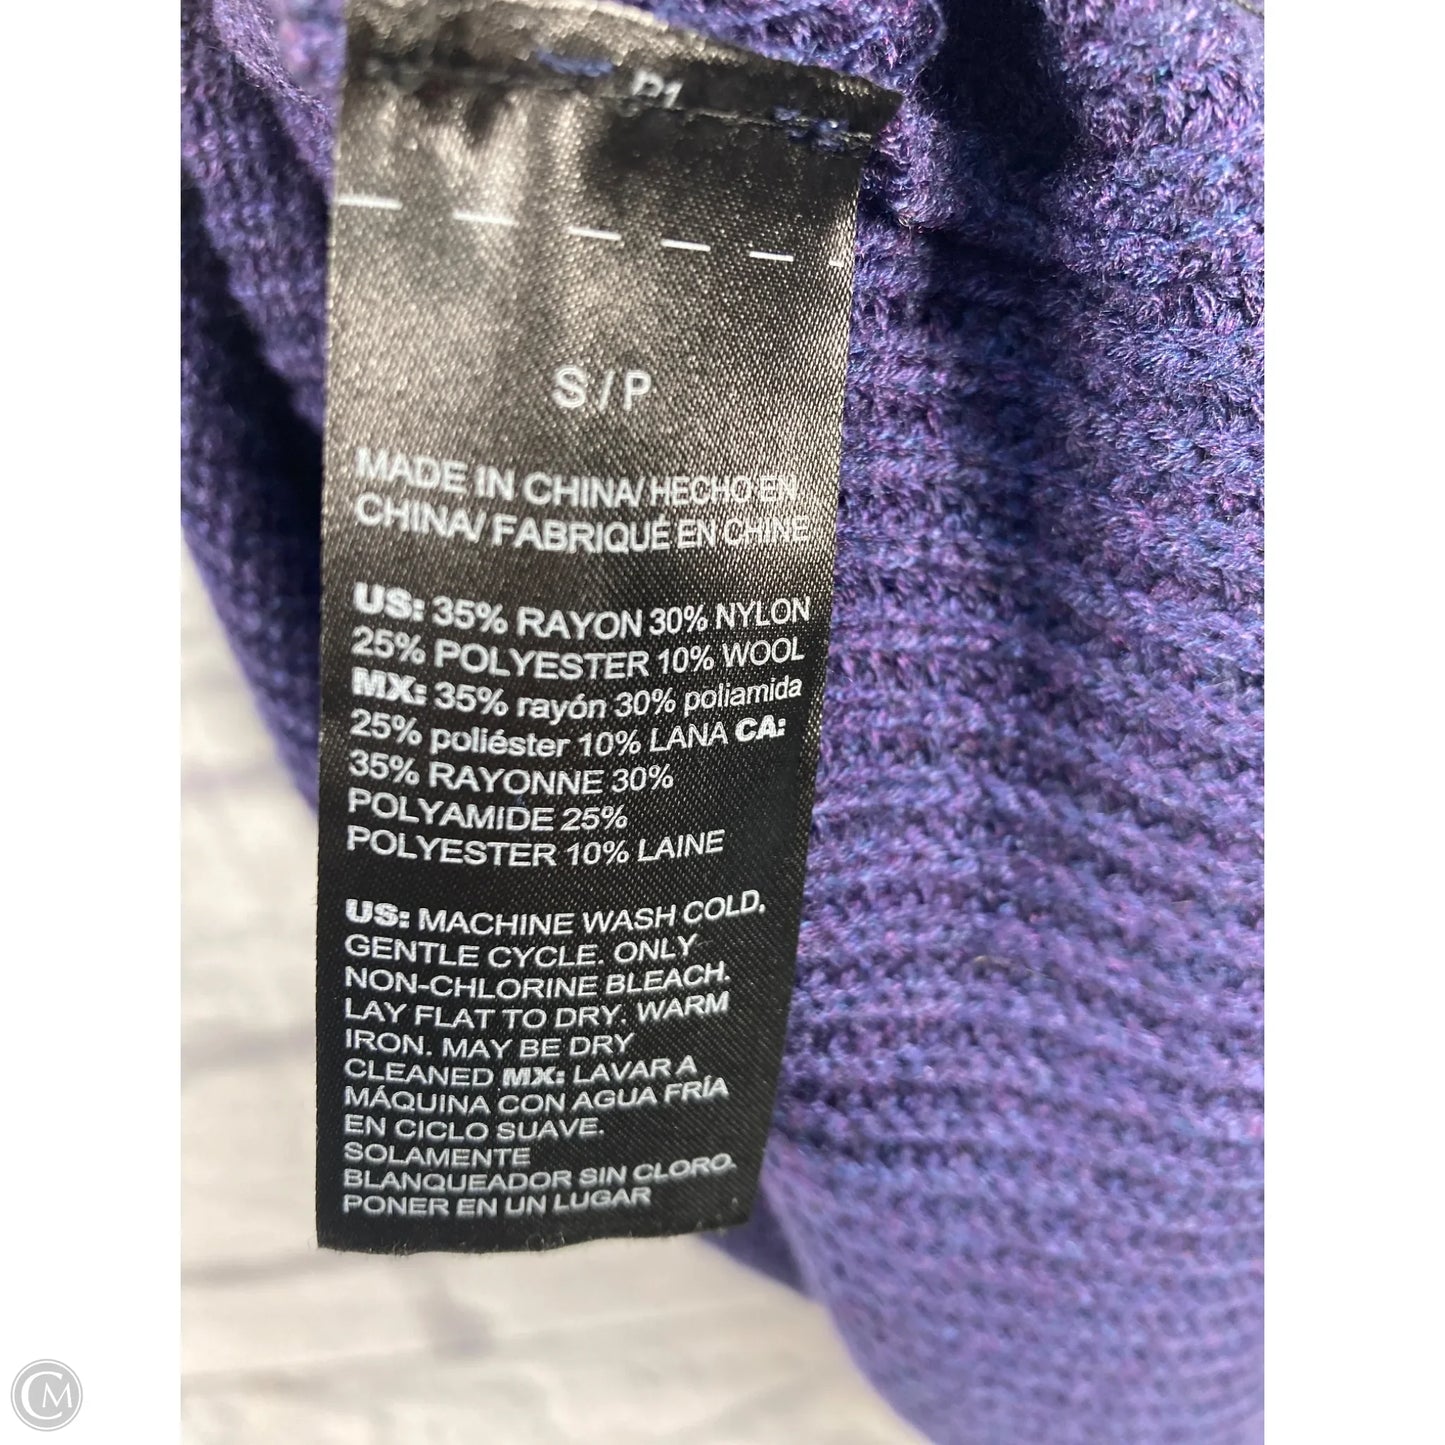 S/P
MADE IN CHINA/ HECHO EN
CHINA/ FABRIQUÉ EN CHINE
US: 35% RAYON 30% NYLON
25% POLYESTER 10% WOOL
MX: 35% rayón 30% poliamida
25% poliéster 10% LANA CA:
35% RAYONNE 30%
POLYAMIDE 25%
POLYESTER 10% LAINE
US: MACHINE WASH COLD,
GENTLE CYCLE. ONLY
NON-CHLORINE BLEACH.
LAY FLAT TO DRY. WARM
IRON. MAY BE DRY
CLEANED MX: LAVAR A
MÁQUINA CON AGUA FRÍA
EN CICLO SUAVE.
SOLAMENTE
BLANQUEADOR SIN CLORO.
PONER EN UN LUGAR
CM